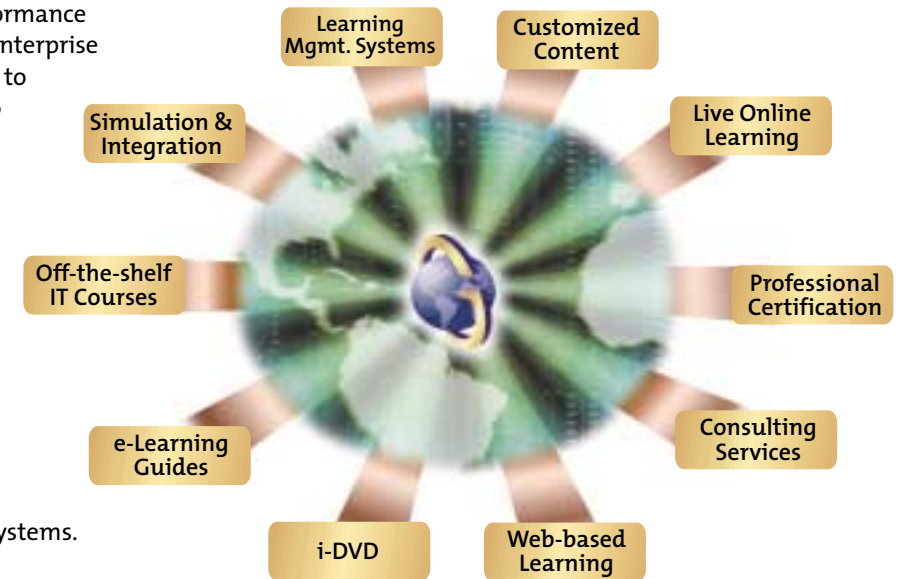 ormance
nterprise
to
Learning
Mgmt. Systems
Customized
Content
Simulation &
Integration
Live Online
Learning
Off-the-shelf
IT Courses
Professional
Certification
e-Learning
Guides
Consulting
Services
ystems.
i-DVD
Web-based
Learning